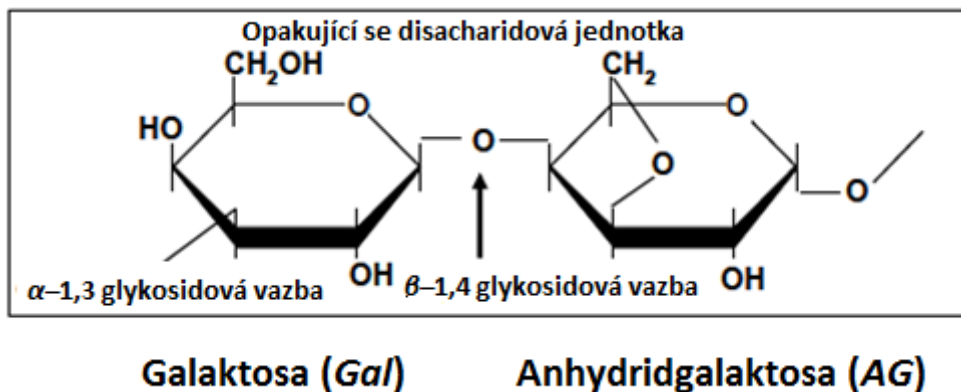 Opakující se disacharidová jednotka
CH₂OH
CH₂
O
O
HO
O
O
O
OH
OH
α–1,3 glykosidová vazba
β–1,4 glykosidová vazba
Galaktosa (Gal)
Anhydridgalaktosa (AG)